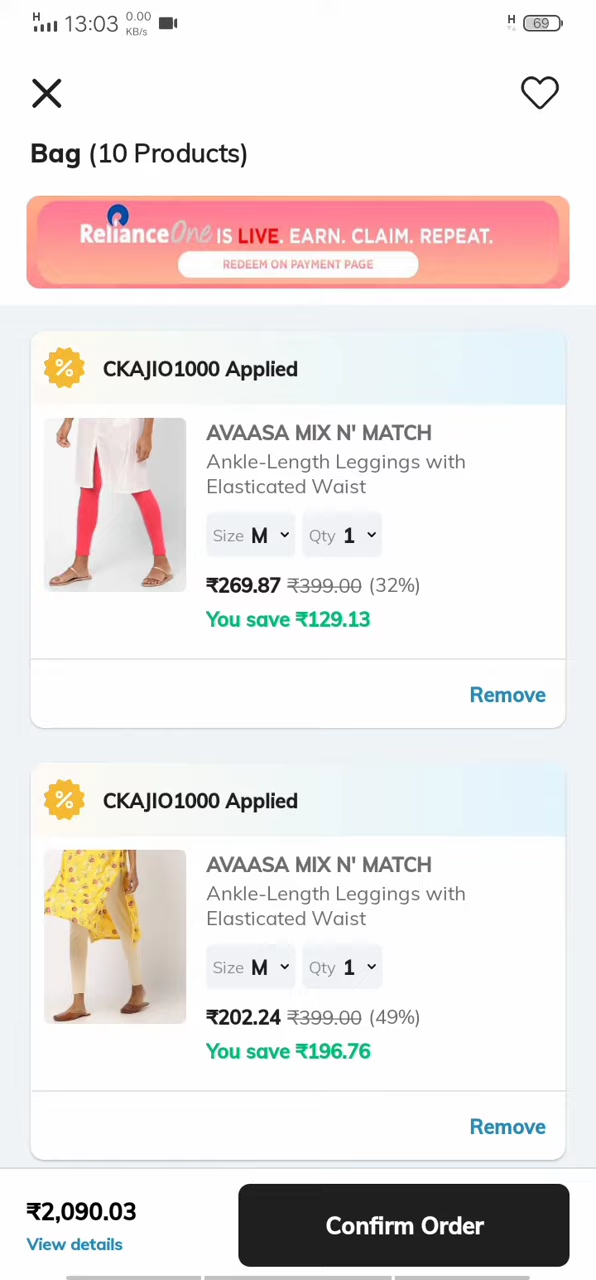 H 13:03 0.00 KB/s H 69
Bag (10 Products)
RelianceOne IS LIVE. EARN. CLAIM. REPEAT.
REDEEM ON PAYMENT PAGE
CKAJIO1000 Applied
AVAASA MIX N' MATCH
Ankle-Length Leggings with
Elasticated Waist
Size M Qty 1
₹269.87 ₹399.00 (32%)
You save ₹129.13
Remove
CKAJIO1000 Applied
AVAASA MIX N' MATCH
Ankle-Length Leggings with
Elasticated Waist
Size M Qty 1
₹202.24 ₹399.00 (49%)
You save ₹196.76
Remove
₹2,090.03
View details
Confirm Order